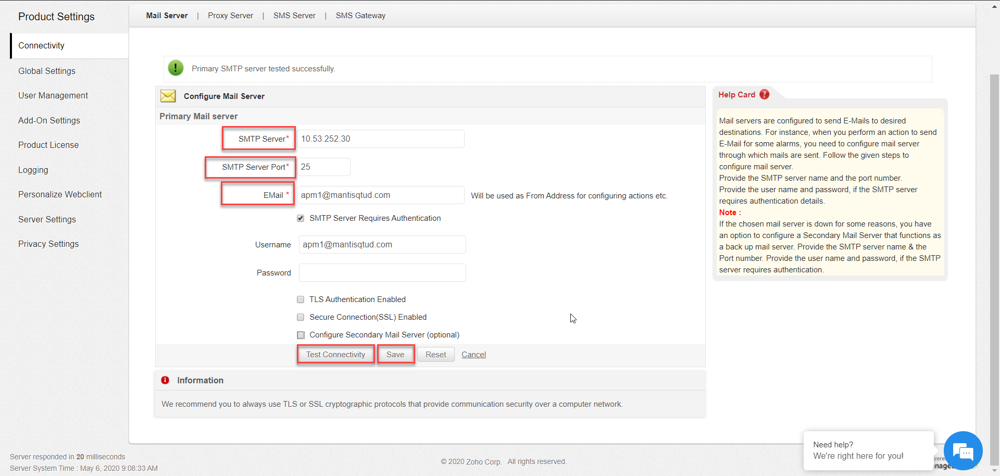 Product Settings
Connectivity
Global Settings
User Management
Add-On Settings
Product License
Logging
Personalize Webclient
Server Settings
Privacy Settings
Mail Server | Proxy Server | SMS Server | SMS Gateway
Primary SMTP server tested successfully.
Configure Mail Server
Primary Mail server
SMTP Server* 10.53.252.30
SMTP Server Port* 25
EMail * apm1@mantisqtud.com Will be used as From Address for configuring actions etc.
SMTP Server Requires Authentication
Username apm1@mantisqtud.com
Password
TLS Authentication Enabled
Secure Connection(SSL) Enabled
Configure Secondary Mail Server (optional)
Test Connectivity Save Reset Cancel
Information
We recommend you to always use TLS or SSL cryptographic protocols that provide communication security over a computer network.
Help Card ?
Mail servers are configured to send E-Mails to desired
destinations. For instance, when you perform an action to send
E-Mail for some alarms, you need to configure mail server
through which mails are sent. Follow the given steps to
configure mail server.
Provide the SMTP server name and the port number.
Provide the user name and password, if the SMTP server
requires authentication details.
Note :
If the chosen mail server is down for some reasons, you have
an option to configure a Secondary Mail Server that functions as
a back up mail server. Provide the SMTP server name & the
Port number. Provide the user name and password, if the SMTP
server requires authentication.
Server responded in 20 milliseconds
Server System Time : May 6, 2020 9:08:33 AM
© 2020 Zoho Corp. All rights reserved.
Need help?
We're right here for you!